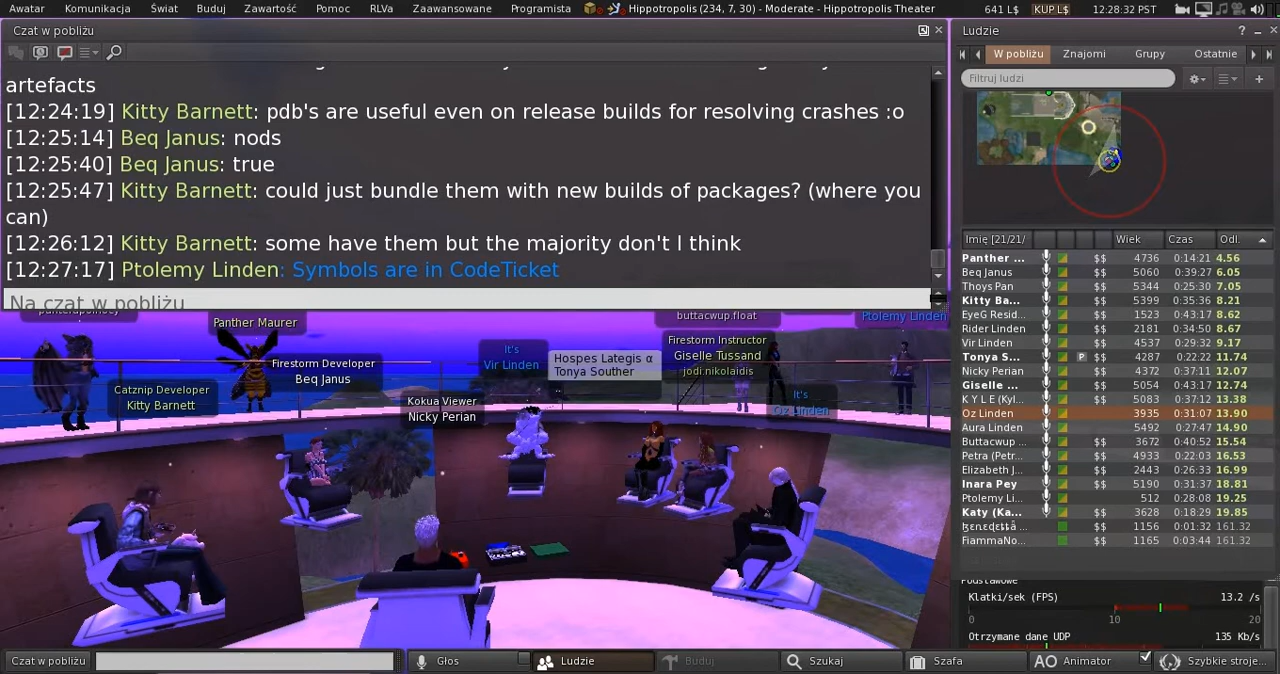 Awatar Komunikacja Świat Buduj Zawartość Pomoc RLVa Zaawansowane Programista Hippotropolis (234, 7, 30) - Moderate - Hippotropolis Theater 641 L$ KUP L$ 12:28:32 PST
Czat w pobliżu
artefacts
[12:24:19] Kitty Barnett: pdb's are useful even on release builds for resolving crashes :o
[12:25:14] Beq Janus: nods
[12:25:40] Beq Janus: true
[12:25:47] Kitty Barnett: could just bundle them with new builds of packages? (where you
can)
[12:26:12] Kitty Barnett: some have them but the majority don't I think
[12:27:17] Ptolemy Linden: Symbols are in CodeTicket
Na czat w pobliżu
Panther Maurer
buttacwup.float
Ptolemy Linden
Firestorm Developer
Beq Janus
It's
Vir Linden
Hospes Lategis α
Tonya Souther
Firestorm Instructor
Giselle Tussand
jodi.nikolaidis
Catznip Developer
Kitty Barnett
Kokua Viewer
Nicky Perian
It's
Oz Linden
Ludzie
W pobliżu Znajomi Grupy Ostatnie
Filtruj ludzi
Imię [21/21/ Wiek Czas Odl.
Panther ... $$ 4736 0:14:21 4.56
Beq Janus $$ 5060 0:39:27 6.05
Thoys Pan $$ 5344 0:25:30 7.05
Kitty Ba... $$ 5399 0:35:36 8.21
EyeG Resid... $$ 1523 0:43:17 8.62
Rider Linden $$ 2181 0:34:50 8.67
Vir Linden $$ 4537 0:29:32 9.17
Tonya S... P $$ 4287 0:22:22 11.74
Nicky Perian $$ 4372 0:37:11 12.07
Giselle ... $$ 5054 0:43:17 12.74
K Y L E (Kyl... $$ 5083 0:37:12 13.38
Oz Linden 3935 0:31:07 13.90
Aura Linden 5492 0:27:47 14.90
Buttacwup ... $$ 3672 0:40:52 15.54
Petra (Petr... $$ 4933 0:22:03 16.53
Elizabeth J... $$ 2443 0:26:33 16.99
Inara Pey $$ 5190 0:31:37 18.81
Ptolemy Li... 512 0:28:08 19.25
Katy (Ka... $$ 3628 0:18:29 19.85
$$ 1156 0:01:32 161.32
FiammaNo... $$ 1165 0:03:44 161.32
Podstawowe
Klatki/sek (FPS) 13.2 /s
0 10 20
Otrzymane dane UDP 135 Kb/s
Czat w pobliżu Głos Ludzie Buduj Szukaj Szafa AO Animator Szybkie stroje...